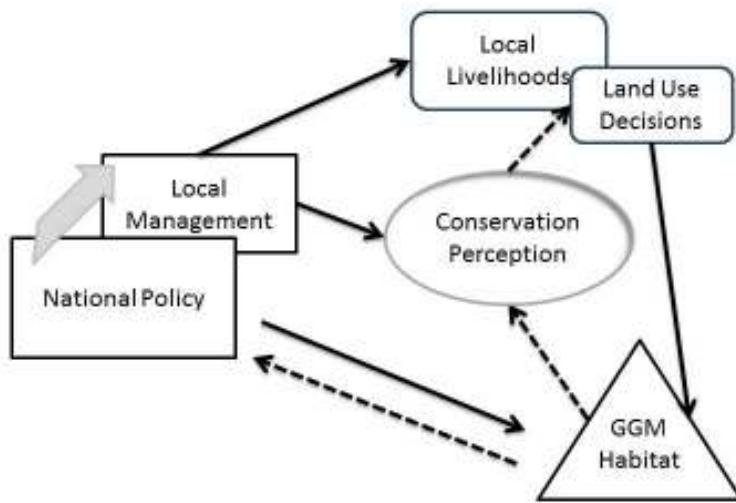 Local
Livelihoods
Land Use
Decisions
Local
Management
Conservation
Perception
National Policy
GGM
Habitat